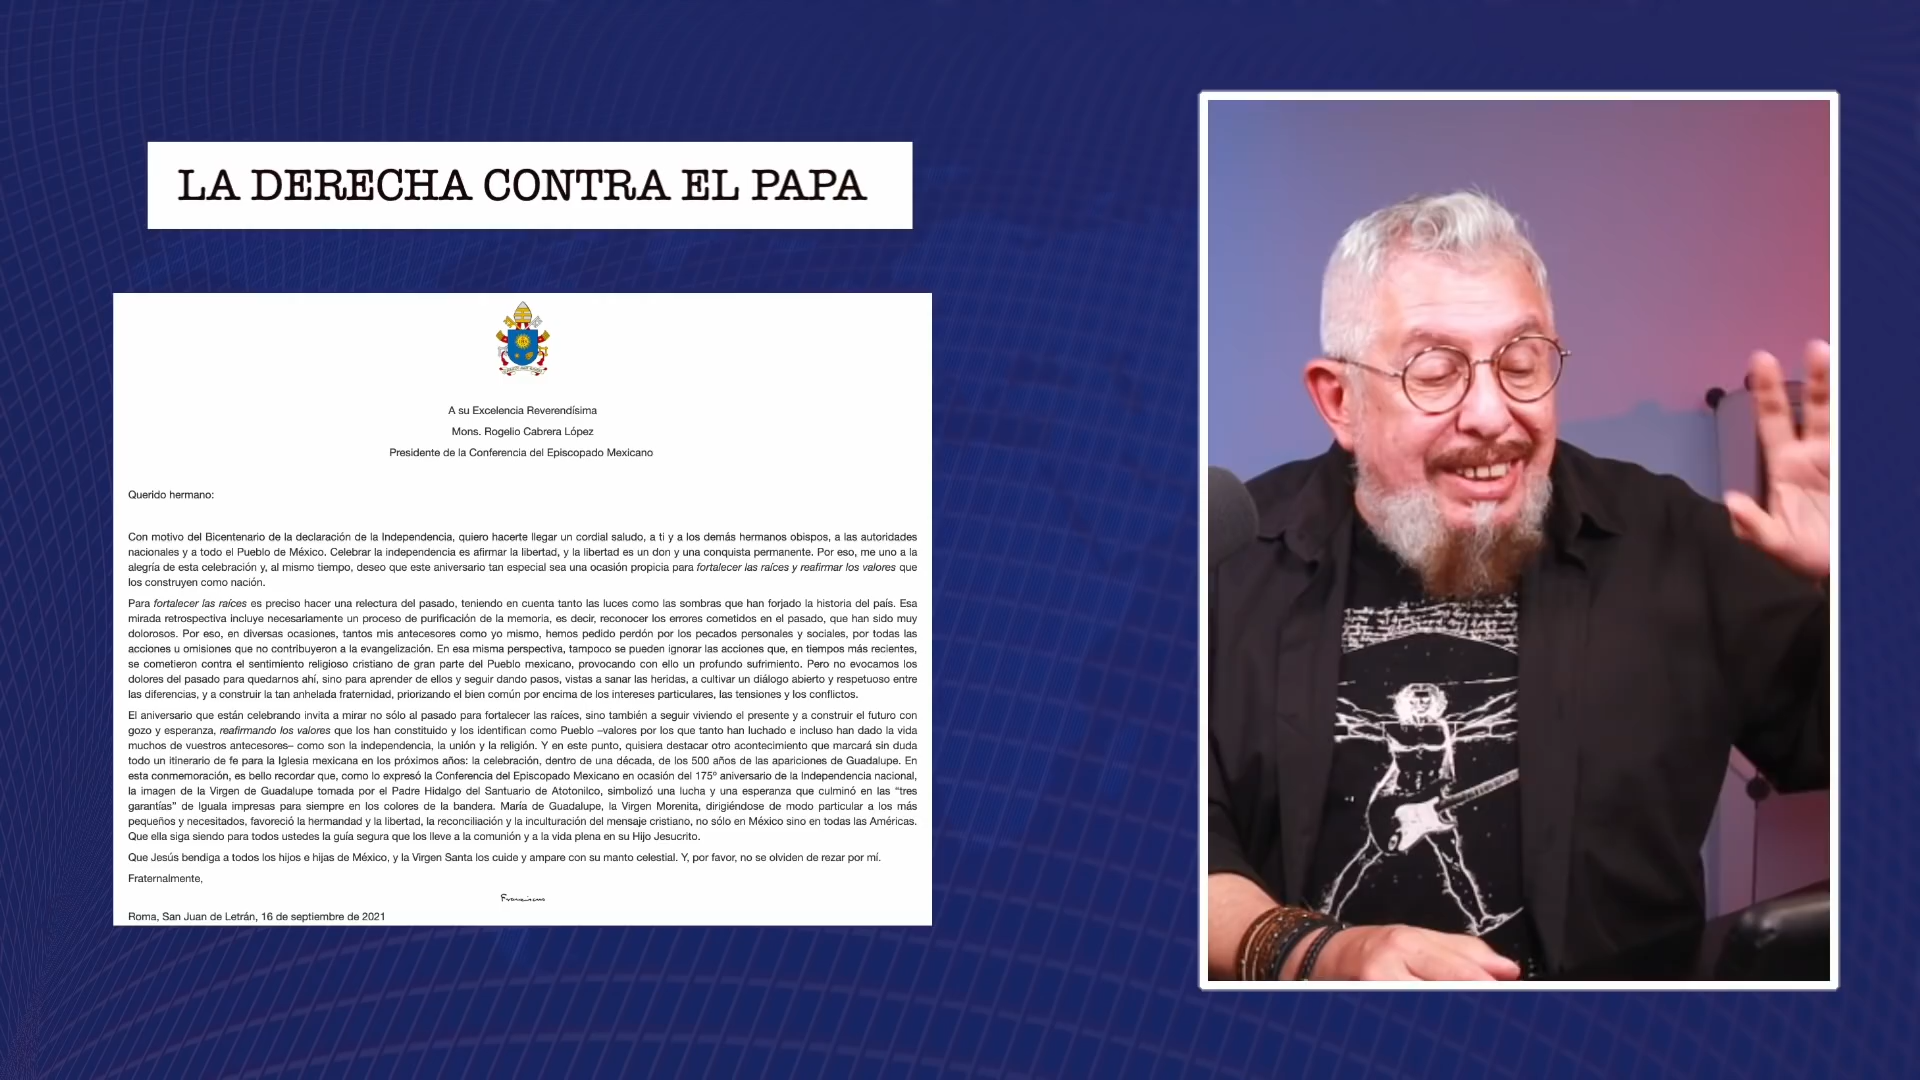 LA DERECHA CONTRA EL PAPA
A su Excelencia Reverendísima
Mons. Rogelio Cabrera López
Presidente de la Conferencia del Episcopado Mexicano
Querido hermano:
Con motivo del Bicentenario de la declaración de la Independencia, quiero hacerte llegar un cordial saludo, a ti y a los demás hermanos obispos, a las autoridades
nacionales y a todo el Pueblo de México. Celebrar la independencia es afirmar la libertad, y la libertad es un don y una conquista permanente. Por eso, me uno a la
alegría de esta celebración y, al mismo tiempo, deseo que este aniversario tan especial sea una ocasión propicia para fortalecer las raíces y reafirmar los valores que
los construyen como nación.
Para fortalecer las raíces es preciso hacer una relectura del pasado, teniendo en cuenta tanto las luces como las sombras que han forjado la historia del país. Esa
mirada retrospectiva incluye necesariamente un proceso de purificación de la memoria, es decir, reconocer los errores cometidos en el pasado, que han sido muy
dolorosos. Por eso, en diversas ocasiones, tantos mis antecesores como yo mismo, hemos pedido perdón por los pecados personales y sociales, por todas las
acciones u omisiones que no contribuyeron a la evangelización. En esa misma perspectiva, tampoco se pueden ignorar las acciones que, en tiempos más recientes,
se cometieron contra el sentimiento religioso cristiano de gran parte del Pueblo mexicano, provocando con ello un profundo sufrimiento. Pero no evocamos los
dolores del pasado para quedarnos ahí, sino para aprender de ellos y seguir dando pasos, vistas a sanar las heridas, a cultivar un diálogo abierto y respetuoso entre
las diferencias, y a construir la tan anhelada fraternidad, priorizando el bien común por encima de los intereses particulares, las tensiones y los conflictos.
El aniversario que están celebrando invita a mirar no sólo al pasado para fortalecer las raíces, sino también a seguir viviendo el presente y a construir el futuro con
gozo y esperanza, reafirmando los valores que los han constituido y los identifican como Pueblo –valores por los que tanto han luchado e incluso han dado la vida
muchos de vuestros antecesores– como son la independencia, la unión y la religión. Y en este punto, quisiera destacar otro acontecimiento que marcará sin duda
todo un itinerario de fe para la Iglesia mexicana en los próximos años: la celebración, dentro de una década, de los 500 años de las apariciones de Guadalupe. En
esta conmemoración, es bello recordar que, como lo expresó la Conferencia del Episcopado Mexicano en ocasión del 175º aniversario de la Independencia nacional,
la imagen de la Virgen de Guadalupe tomada por el Padre Hidalgo del Santuario de Atotonilco, simbolizó una lucha y una esperanza que culminó en las “tres
garantías” de Iguala impresas para siempre en los colores de la bandera. María de Guadalupe, la Virgen Morenita, dirigiéndose de modo particular a los más
pequeños y necesitados, favoreció la hermandad y la libertad, la reconciliación y la inculturación del mensaje cristiano, no sólo en México sino en todas las Américas.
Que ella siga siendo para todos ustedes la guía segura que los lleve a la comunión y a la vida plena en su Hijo Jesucrito.
Que Jesús bendiga a todos los hijos e hijas de México, y la Virgen Santa los cuide y ampare con su manto celestial. Y, por favor, no se olviden de rezar por mí.
Fraternalmente,
Franciscus
Roma, San Juan de Letrán, 16 de septiembre de 2021